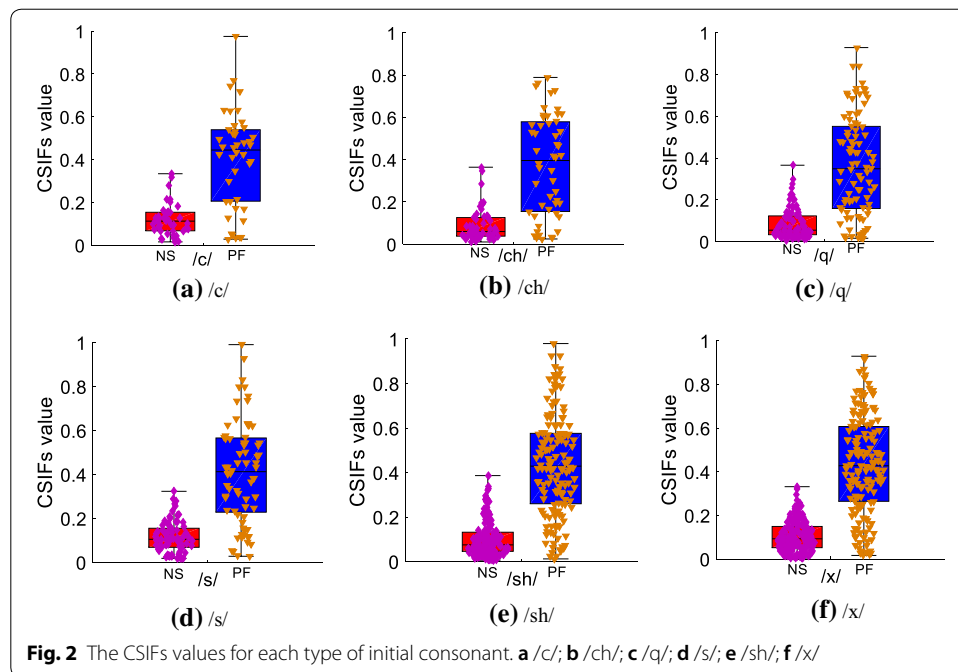 1
0.8
0.6
0.4
0.2
0
CSIFs value
NS /c/ PF
(a) /c/
1
0.8
0.6
0.4
0.2
0
CSIFs value
NS /ch/ PF
(b) /ch/
1
0.8
0.6
0.4
0.2
0
CSIFs value
NS /q/ PF
(c) /q/
1
0.8
0.6
0.4
0.2
0
CSIFs value
NS /s/ PF
(d) /s/
1
0.8
0.6
0.4
0.2
0
CSIFs value
NS /sh/ PF
(e) /sh/
1
0.8
0.6
0.4
0.2
0
CSIFs value
NS /x/ PF
(f) /x/
Fig. 2 The CSIFs values for each type of initial consonant. a /c/; b /ch/; c /q/; d /s/; e /sh/; f /x/